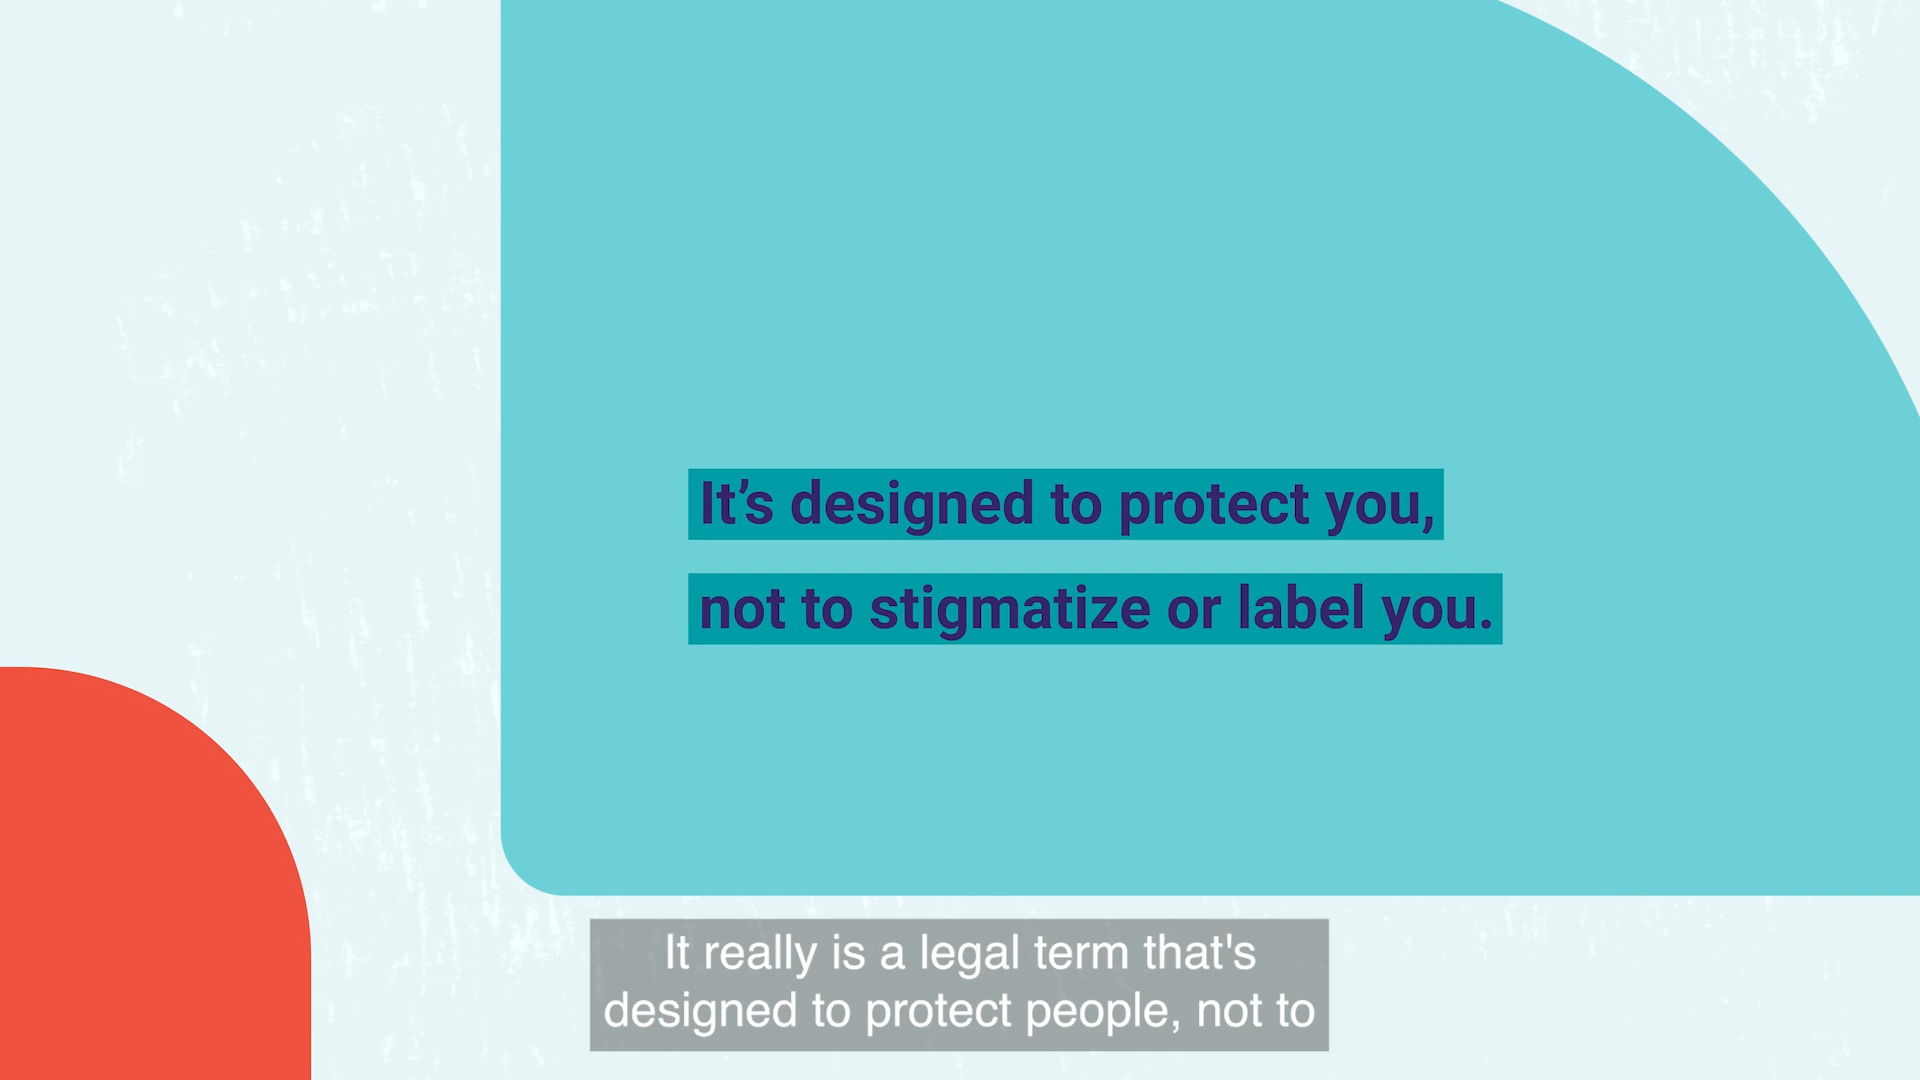 It’s designed to protect you,
not to stigmatize or label you.
It really is a legal term that's
designed to protect people, not to